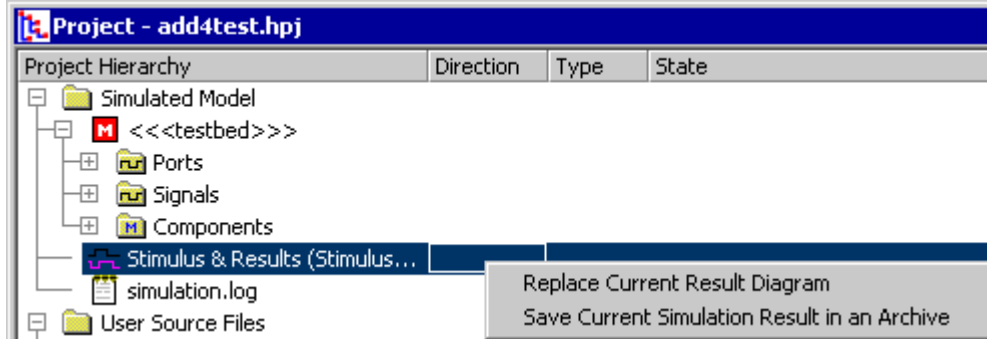 Project - add4test.hpj
Project Hierarchy Direction Type State
Simulated Model
M <<<testbed>>>
Ports
Signals
M Components
Stimulus & Results (Stimulus...
Replace Current Result Diagram
simulation.log
Save Current Simulation Result in an Archive
User Source Files